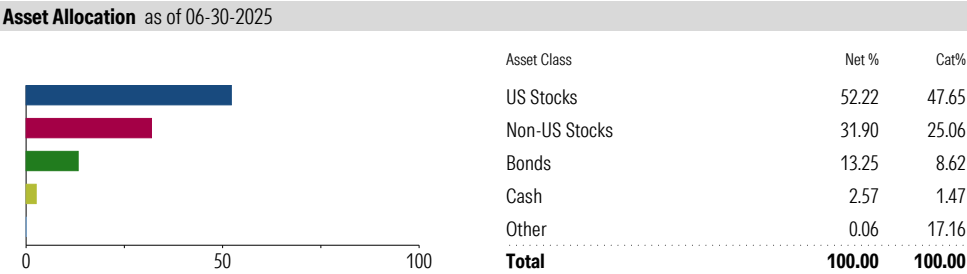 Asset Allocation as of 06-30-2025
Asset Class Net % Cat%
US Stocks 52.22 47.65
Non-US Stocks 31.90 25.06
Bonds 13.25 8.62
Cash 2.57 1.47
Other 0.06 17.16
Total 100.00 100.00
0 50 100